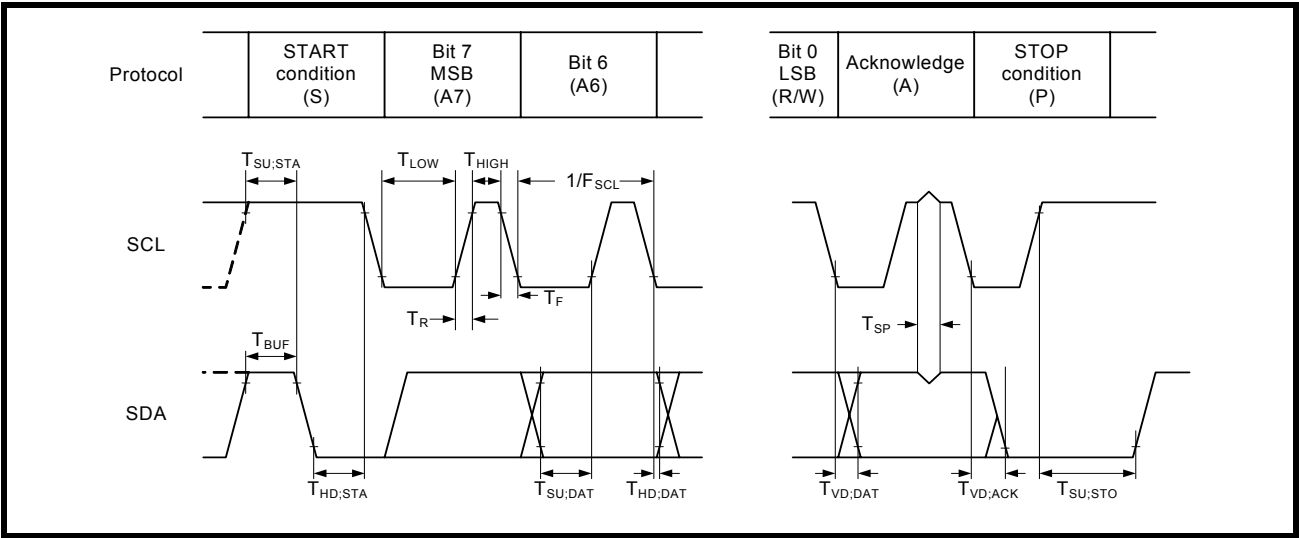 Protocol
START
condition
(S)
Bit 7
MSB
(A7)
Bit 6
(A6)
Bit 0
LSB
(R/W)
Acknowledge
(A)
STOP
condition
(P)
TSU;STA
TLOW
THIGH
1/FSCL
SCL
TF
TR
TSP
TBUF
SDA
THD;STA
TSU;DAT
THD;DAT
TVD;DAT
TVD;ACK
TSU;STO